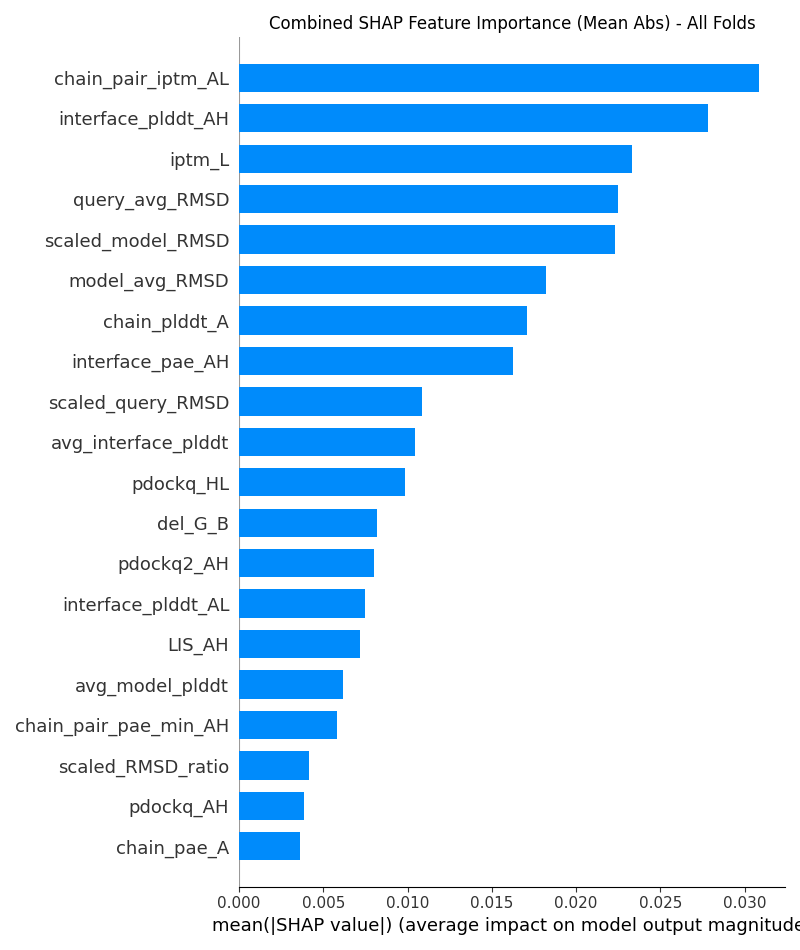 Combined SHAP Feature Importance (Mean Abs) - All Folds
chain_pair_iptm_AL
interface_plddt_AH
iptm_L
query_avg_RMSD
scaled_model_RMSD
model_avg_RMSD
chain_plddt_A
interface_pae_AH
scaled_query_RMSD
avg_interface_plddt
pdockq_HL
del_G_B
pdockq2_AH
interface_plddt_AL
LIS_AH
avg_model_plddt
chain_pair_pae_min_AH
scaled_RMSD_ratio
pdockq_AH
chain_pae_A
0.000 0.005 0.010 0.015 0.020 0.025 0.030
mean(|SHAP value|) (average impact on model output magnitude